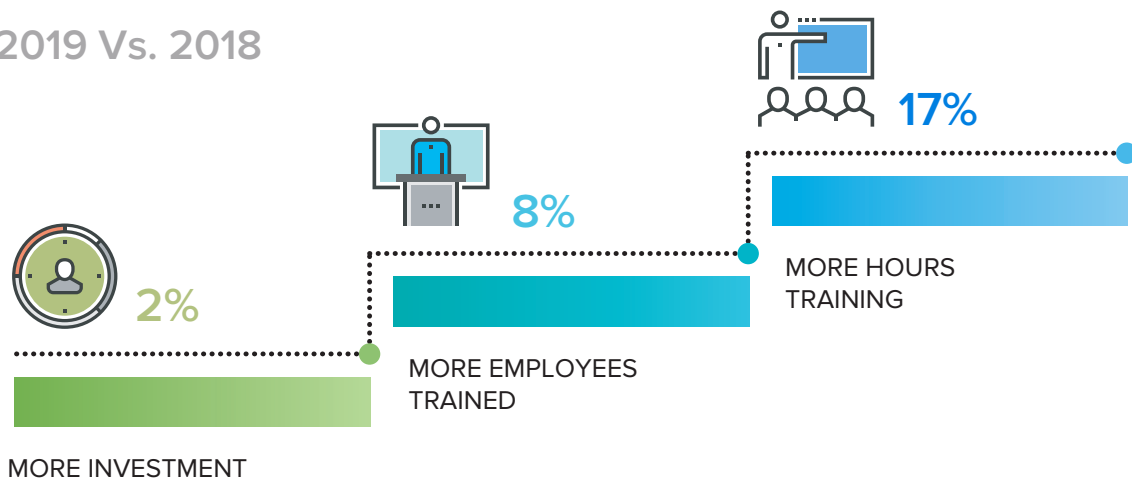 2019 Vs. 2018
17%
8%
2%
MORE HOURS
TRAINING
MORE EMPLOYEES
TRAINED
MORE INVESTMENT